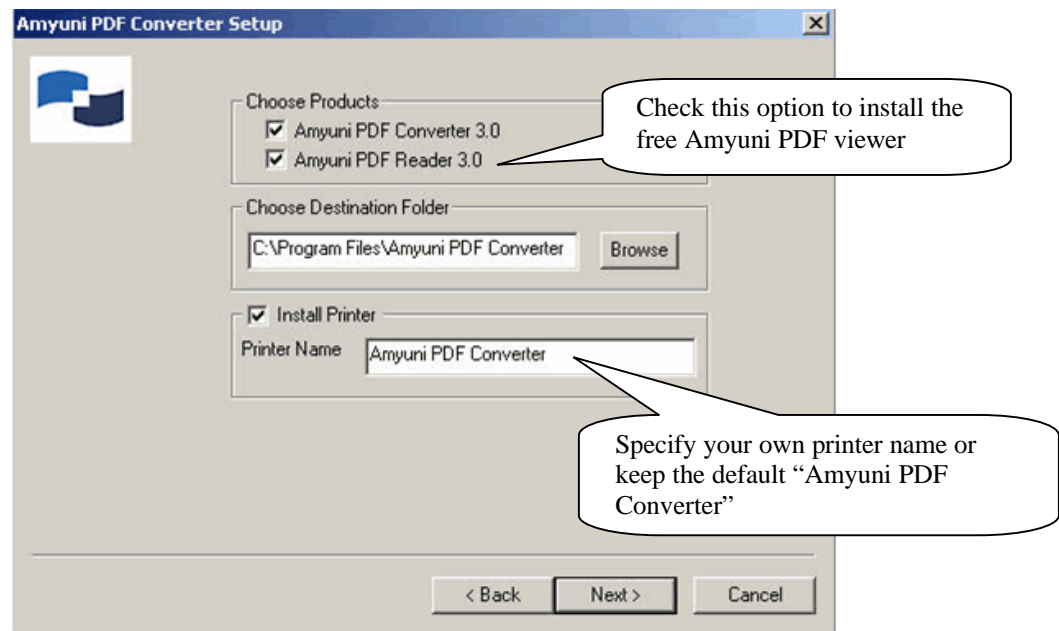 Amyuni PDF Converter Setup
Choose Products
Amyuni PDF Converter 3.0
Amyuni PDF Reader 3.0
Check this option to install the
free Amyuni PDF viewer
Choose Destination Folder
C:\Program Files\Amyuni PDF Converter
Browse
Install Printer
Printer Name
Amyuni PDF Converter
Specify your own printer name or
keep the default “Amyuni PDF
Converter”
< Back
Next >
Cancel